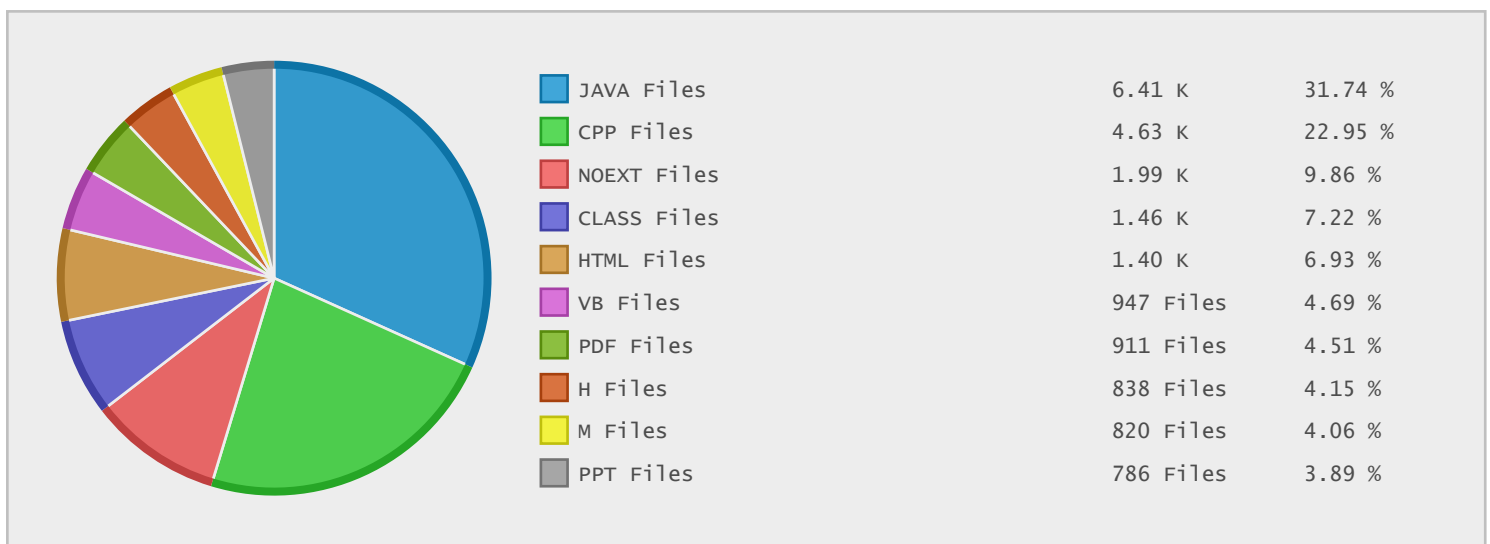 JAVA Files 6.41 K 31.74 %
CPP Files 4.63 K 22.95 %
NOEXT Files 1.99 K 9.86 %
CLASS Files 1.46 K 7.22 %
HTML Files 1.40 K 6.93 %
VB Files 947 Files 4.69 %
PDF Files 911 Files 4.51 %
H Files 838 Files 4.15 %
M Files 820 Files 4.06 %
PPT Files 786 Files 3.89 %